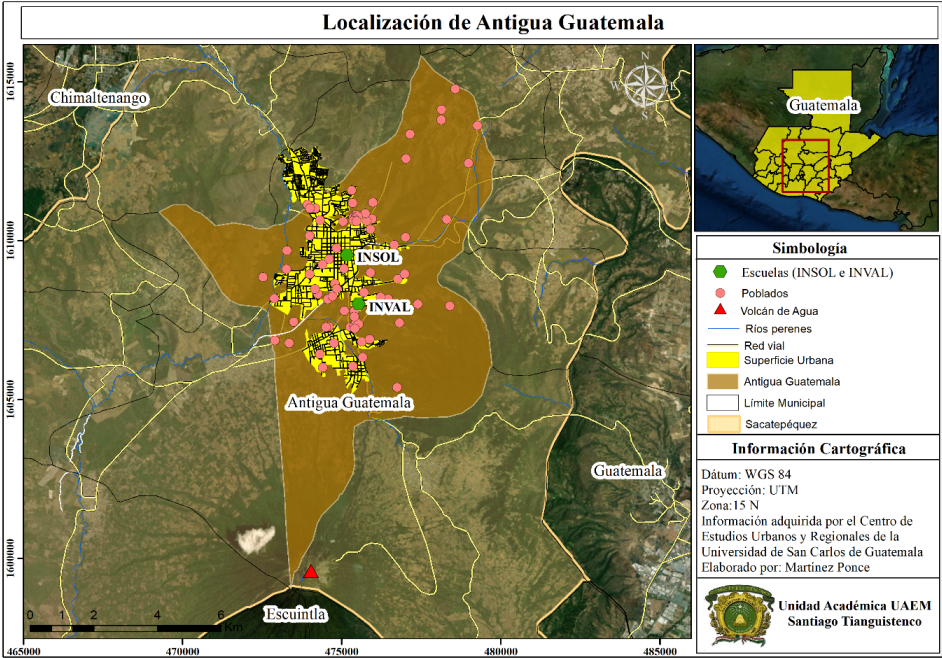 Localización de Antigua Guatemala
1615000
1610000
1605000
1600000
Chimaltenango
N
W
E
S
INSOL
INVAL
Antigua Guatemala
Guatemala
Escuintla
0 1 2 4 6
Km
465000 470000 475000 480000 485000
Guatemala
Simbología
Escuelas (INSOL e INVAL)
Poblados
Volcán de Agua
Ríos perenes
Red vial
Superficie Urbana
Antigua Guatemala
Límite Municipal
Sacatepéquez
Información Cartográfica
Dátum: WGS 84
Proyección: UTM
Zona:15 N
Información adquirida por el Centro de
Estudios Urbanos y Regionales de la
Universidad de San Carlos de Guatemala
Elaborado por: Martínez Ponce
Unidad Académica UAEM
Santiago Tianguistenco